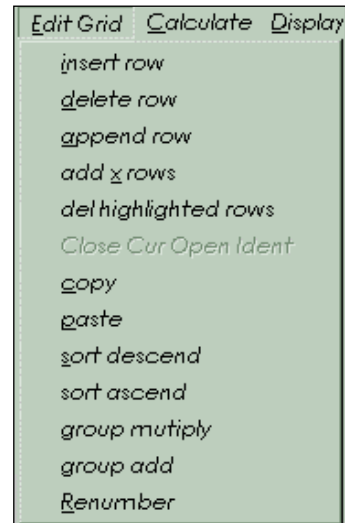 Edit Grid Calculate Display
insert row
delete row
append row
add x rows
del highlighted rows
Close Cur Open Ident
copy
paste
sort descend
sort ascend
group mutiply
group add
Renumber